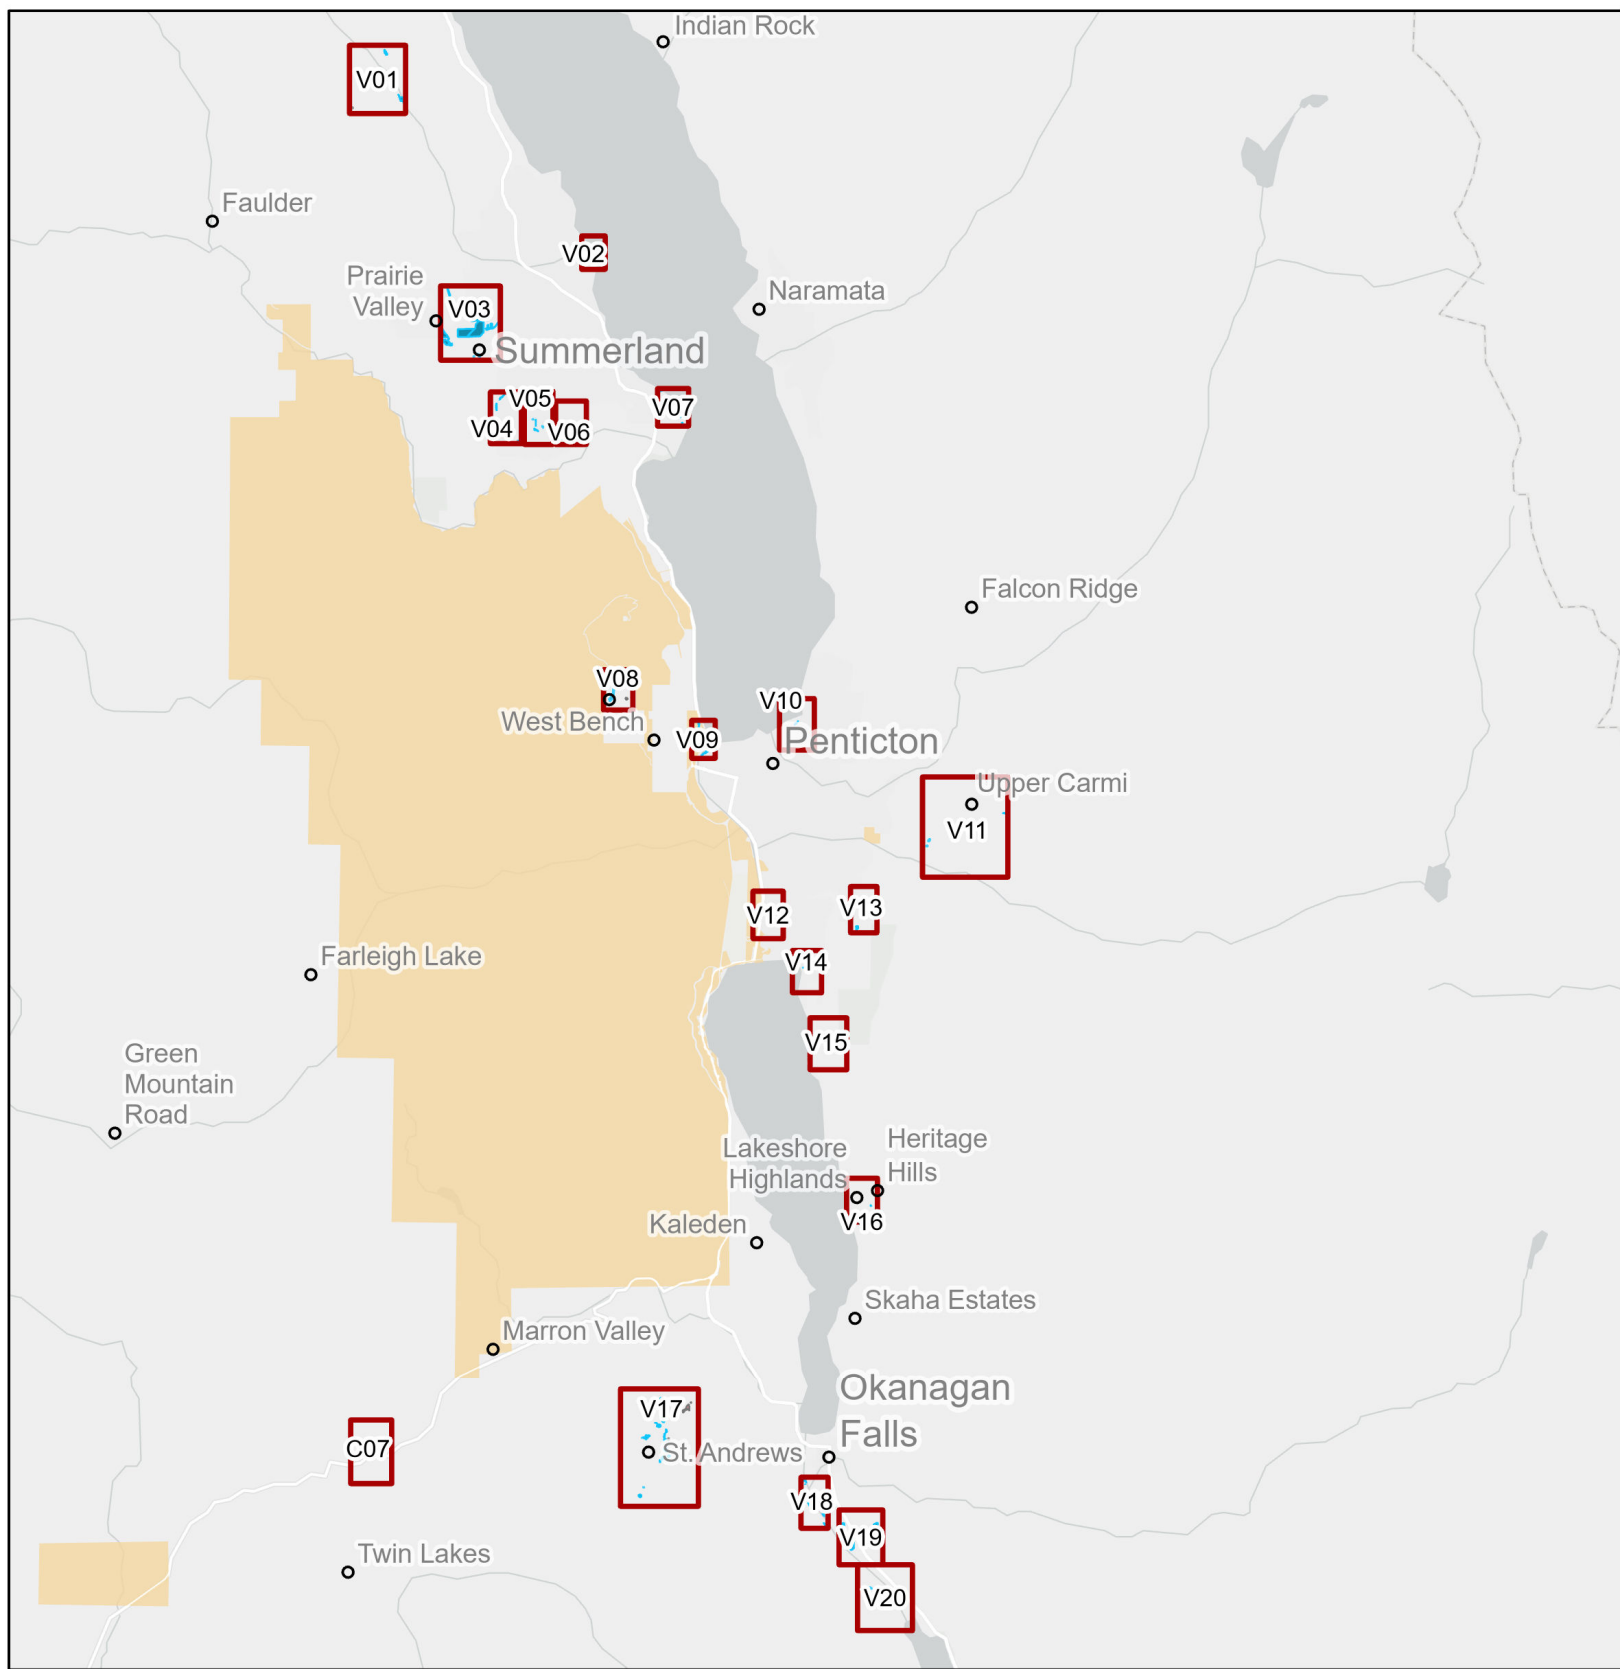 Indian Rock
V01
Faulder
V02
Prairie
Valley
V03
Naramata
Summerland
V05
V04
V06
V07
Falcon Ridge
V08
West Bench
V09
V10
Penticton
Upper Carmi
V11
V12
V13
Farleigh Lake
V14
V15
Green
Mountain
Road
Lakeshore
Highlands
Heritage
Hills
V16
Kaleden
Skaha Estates
Marron Valley
Okanagan
Falls
V17
C07
St. Andrews
V18
V19
Twin Lakes
V20